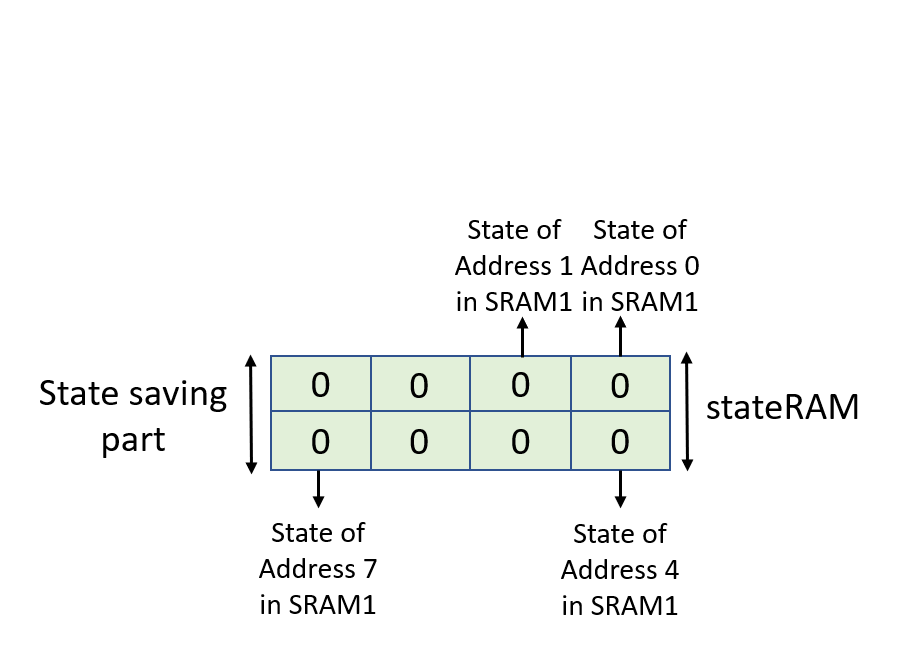 State of
Address 1
in SRAM1
State of
Address 0
in SRAM1
State saving
part
0 0 0 0
0 0 0 0
stateRAM
State of
Address 7
in SRAM1
State of
Address 4
in SRAM1